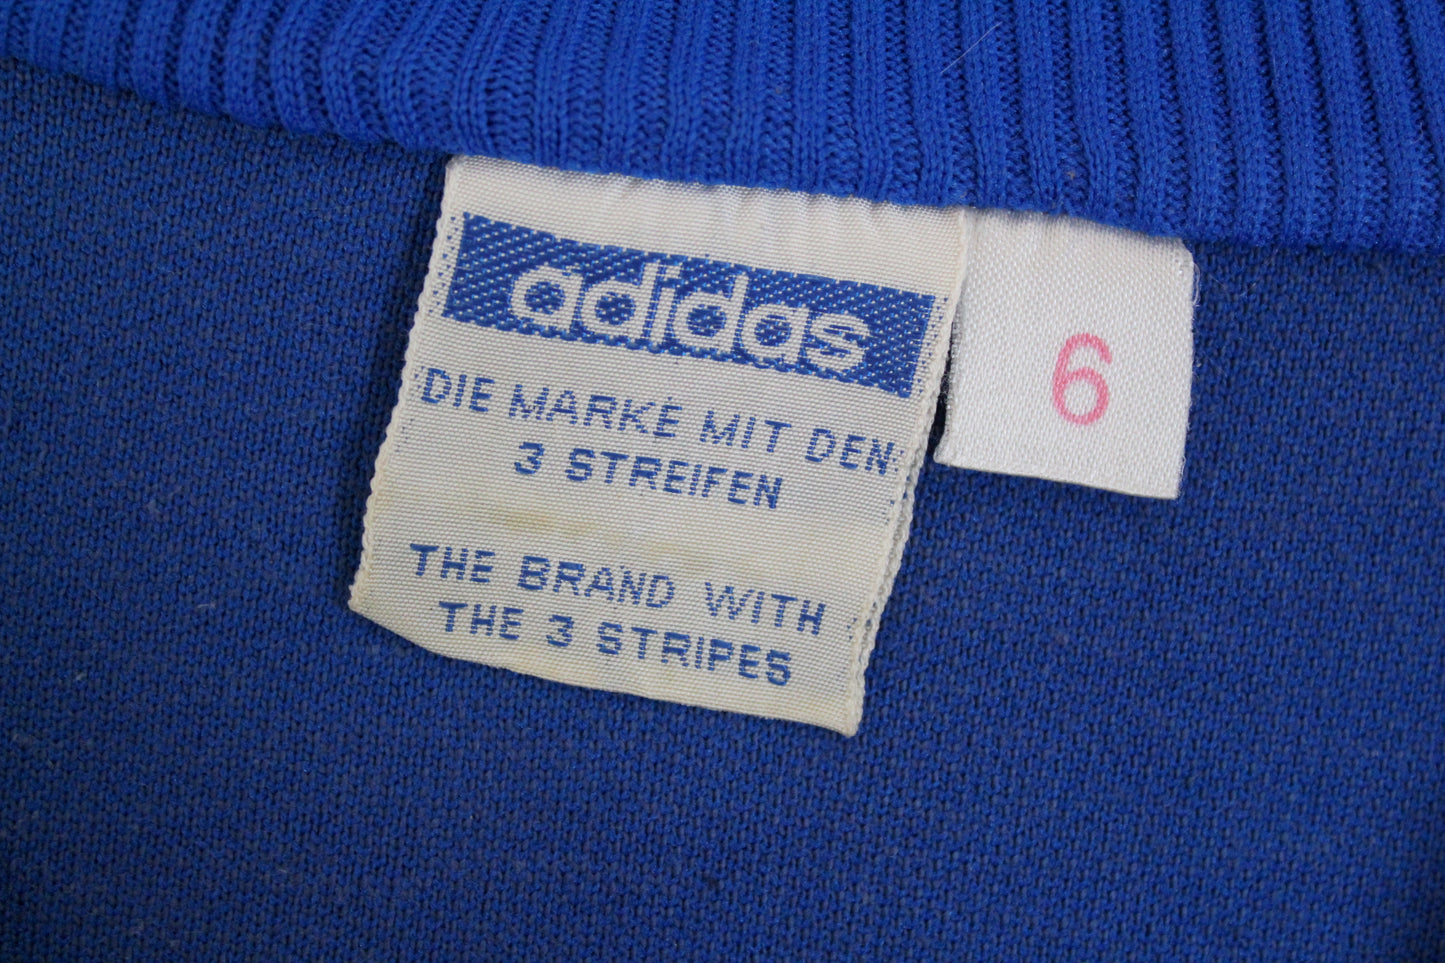 adidas
DIE MARKE MIT DEN
3 STREIFEN
THE BRAND WITH
THE 3 STRIPES
6